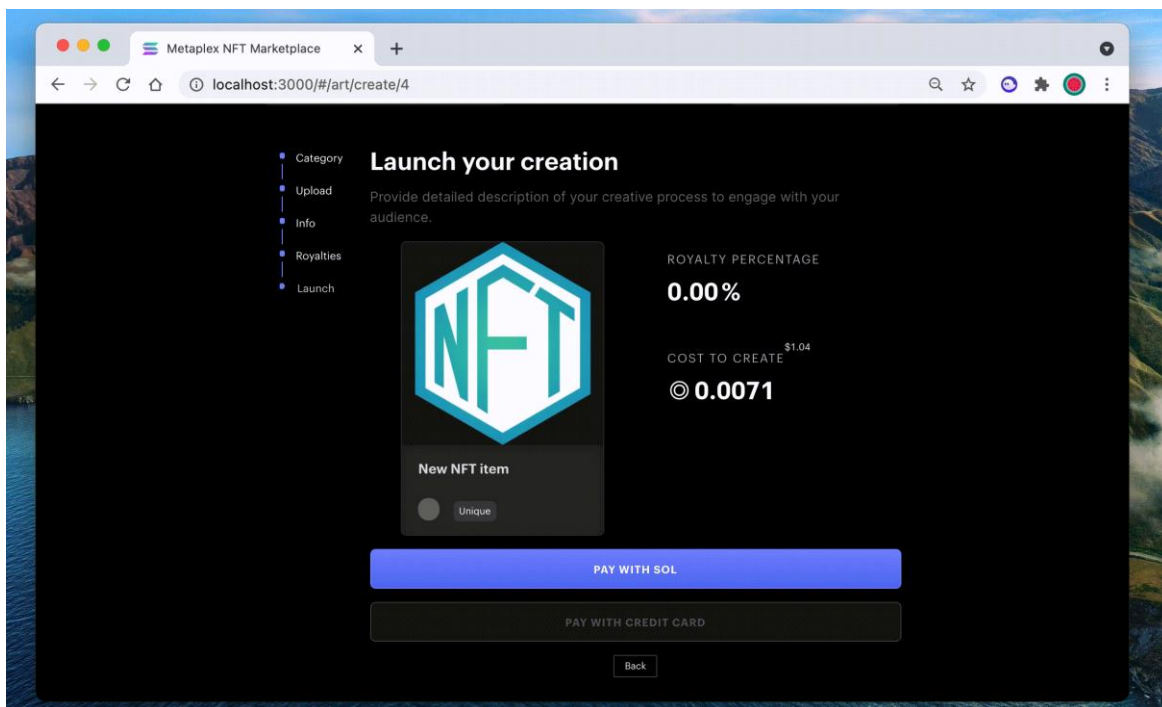 Metaplex NFT Marketplace
localhost:3000/#/art/create/4
Category
Upload
Info
Royalties
Launch
Launch your creation
Provide detailed description of your creative process to engage with your
audience.
NFT
New NFT item
Unique
ROYALTY PERCENTAGE
0.00%
COST TO CREATE $1.04
0.0071
PAY WITH SOL
PAY WITH CREDIT CARD
Back